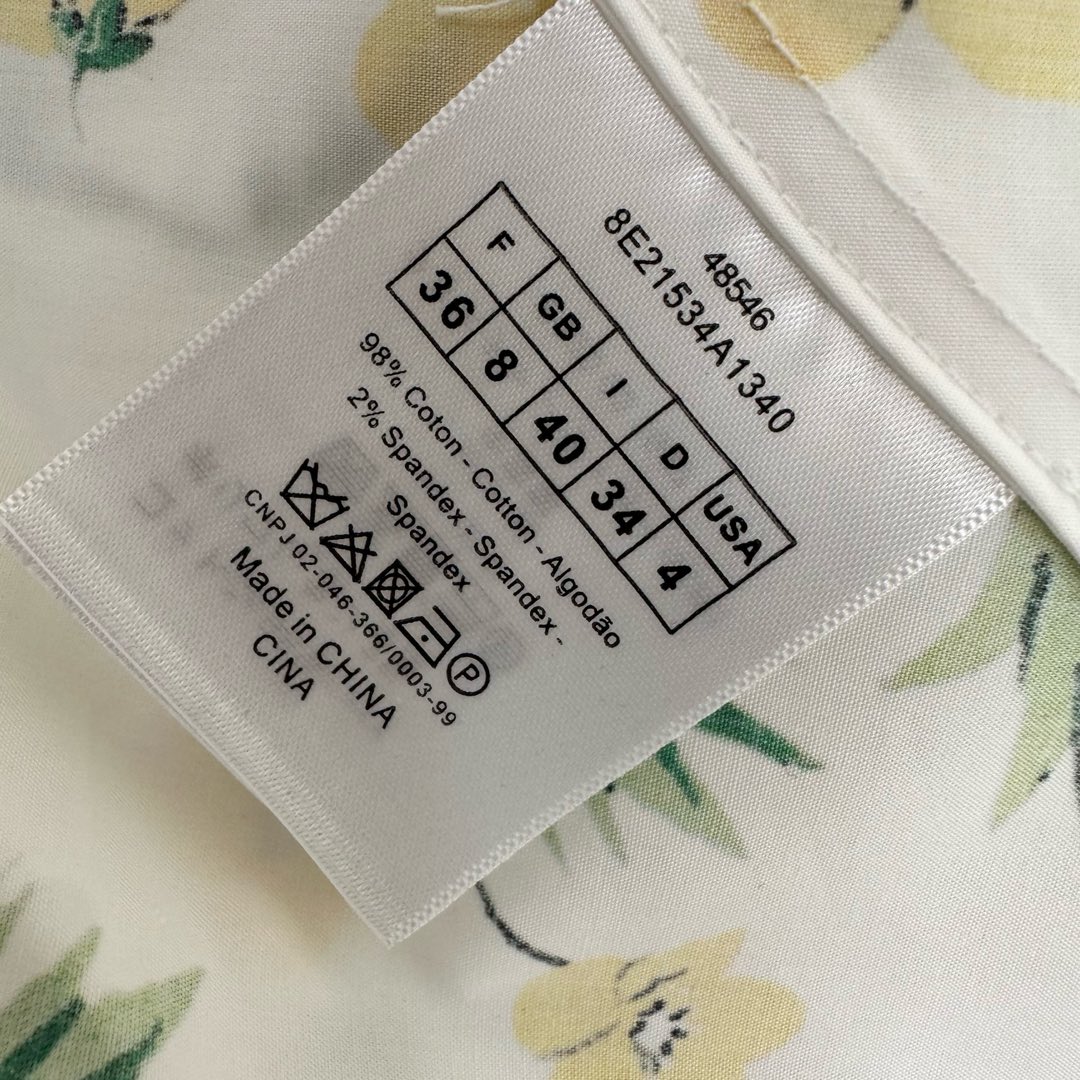 48546
8E21534A1340
F GB I D USA
36 8 40 34 4
98% Coton - Cotton - Algodão
2% Spandex - Spandex -
Spandex
P
CNPJ 02-046-366/0003-99
Made in CHINA
CINA